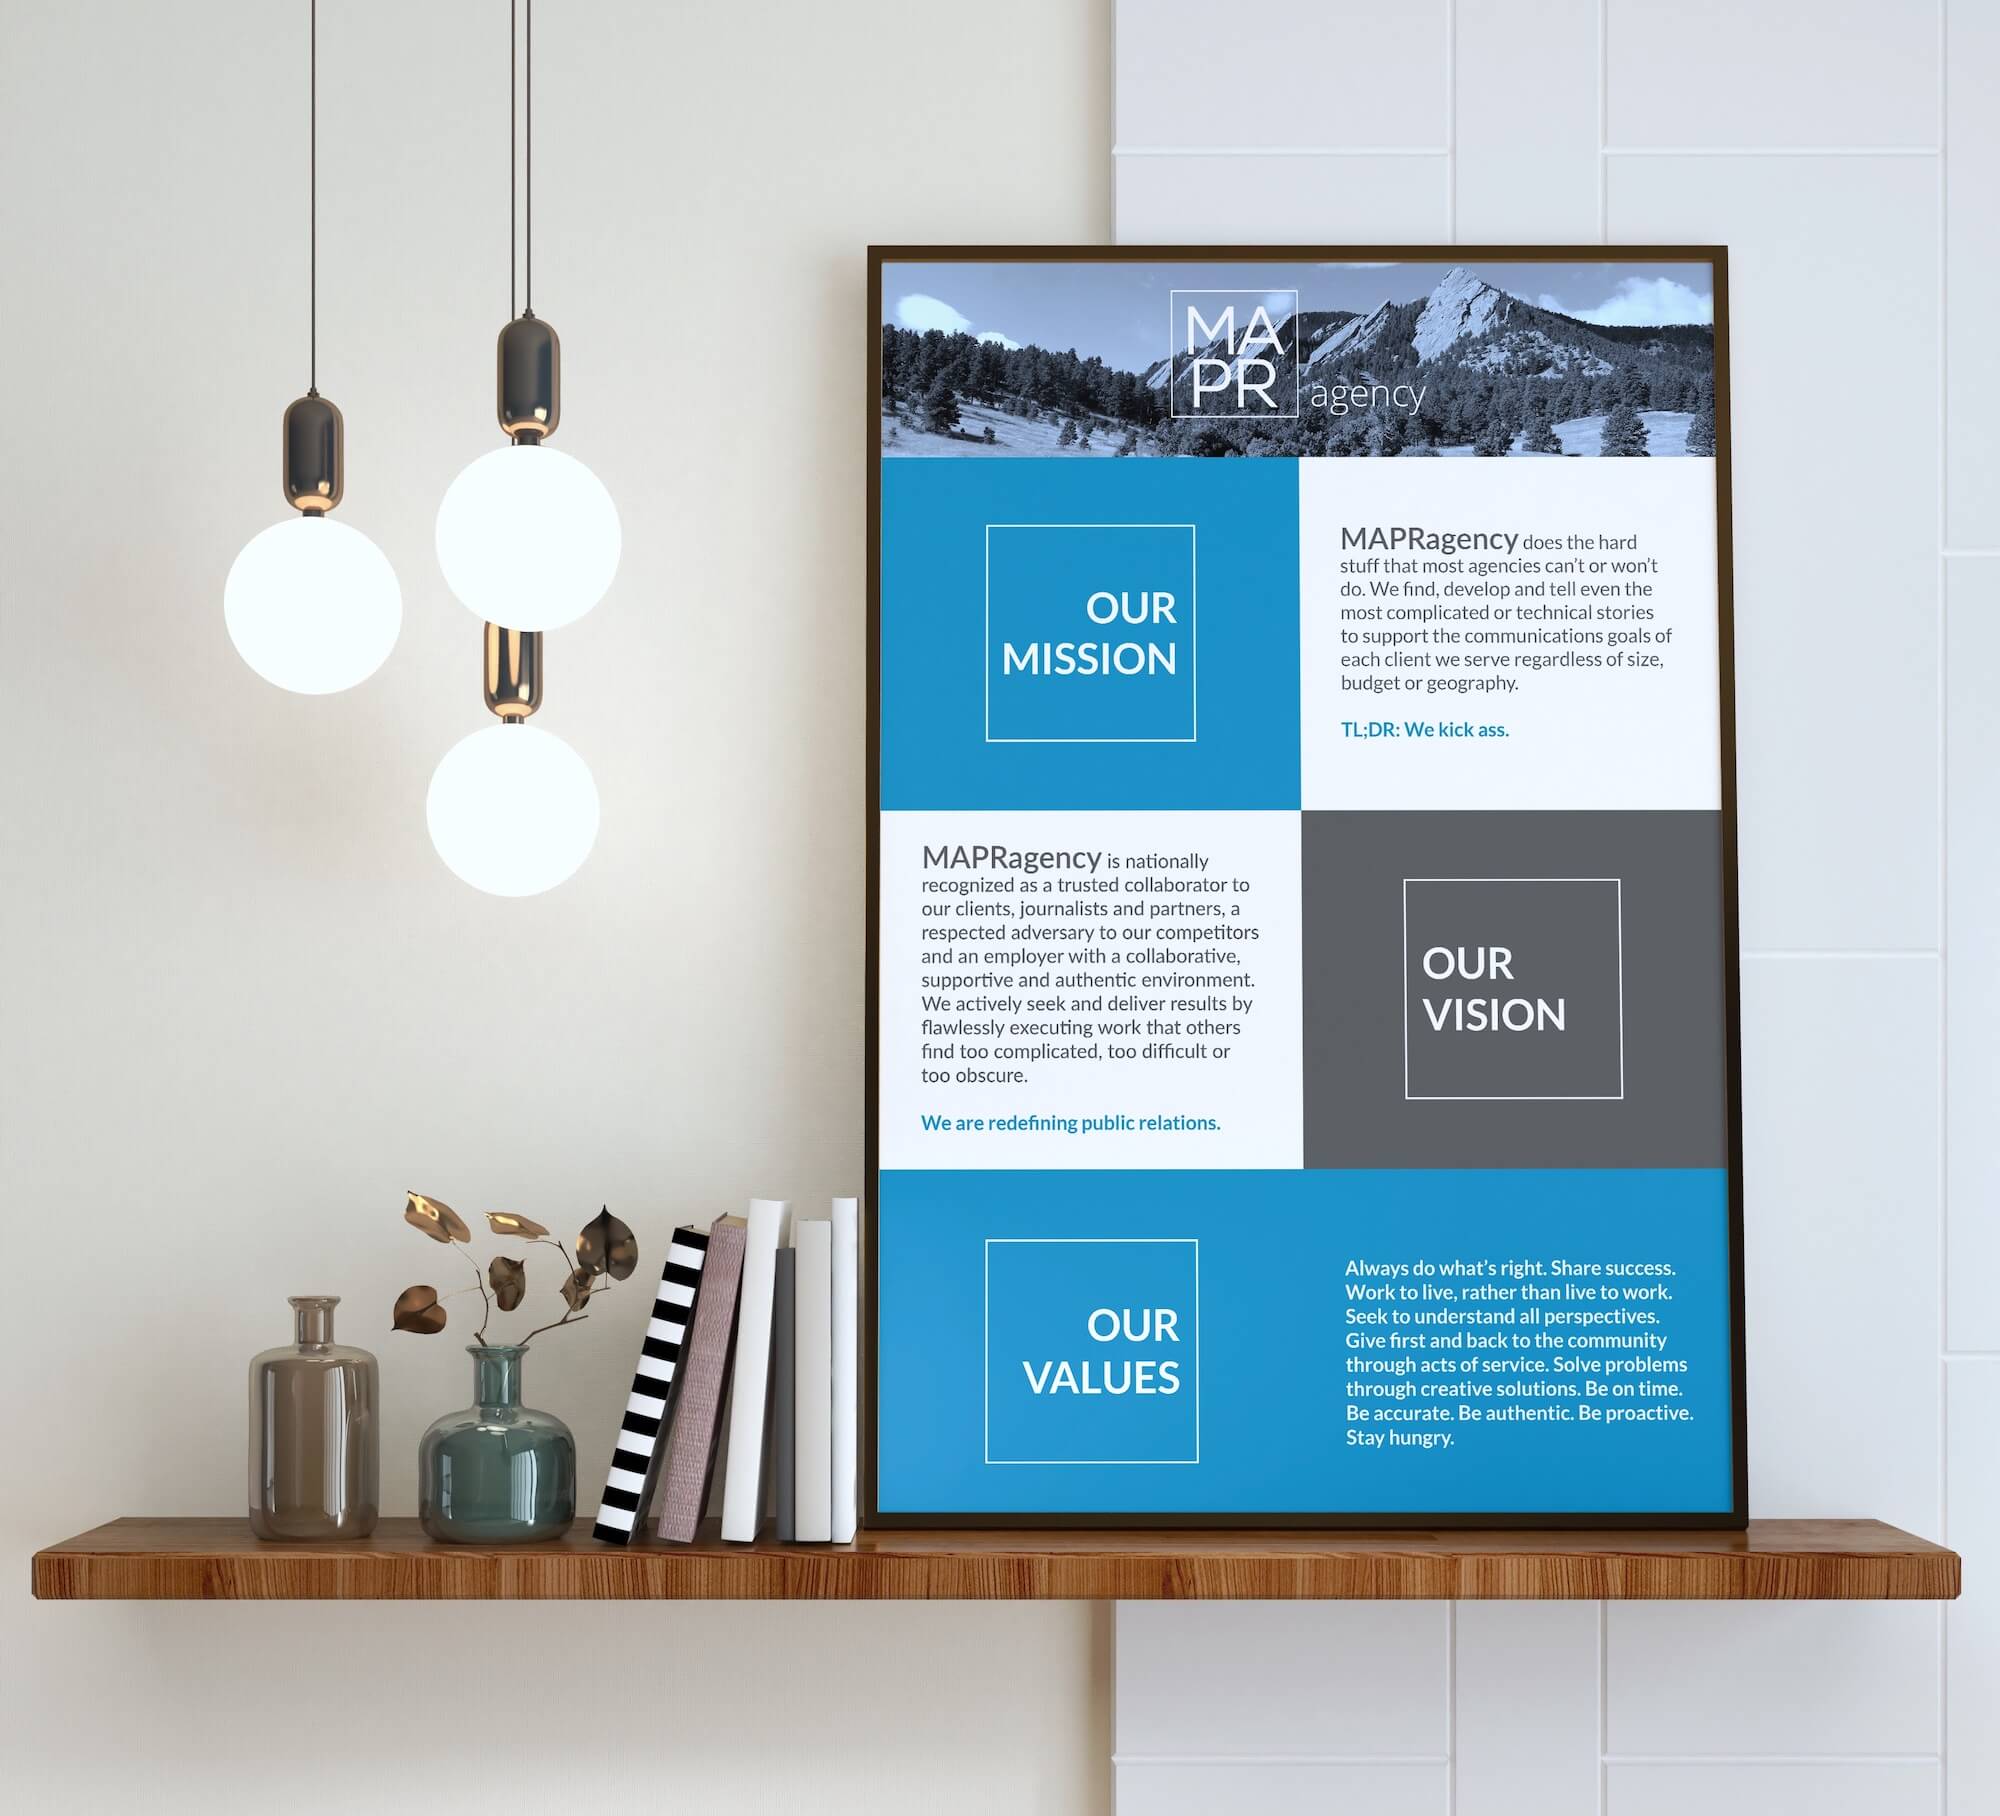 MA
PR agency
OUR
MISSION
MAPRagency does the hard
stuff that most agencies can't or won't
do. We find, develop and tell even the
most complicated or technical stories
to support the communications goals of
each client we serve regardless of size,
budget or geography.
TL;DR: We kick ass.
MAPRagency is nationally
recognized as a trusted collaborator to
our clients, journalists and partners, a
respected adversary to our competitors
and an employer with a collaborative,
supportive and authentic environment.
We actively seek and deliver results by
flawlessly executing work that others
find too complicated, too difficult or
too obscure.
We are redefining public relations.
OUR
VISION
OUR
VALUES
Always do what's right. Share success.
Work to live, rather than live to work.
Seek to understand all perspectives.
Give first and back to the community
through acts of service. Solve problems
through creative solutions. Be on time.
Be accurate. Be authentic. Be proactive.
Stay hungry.